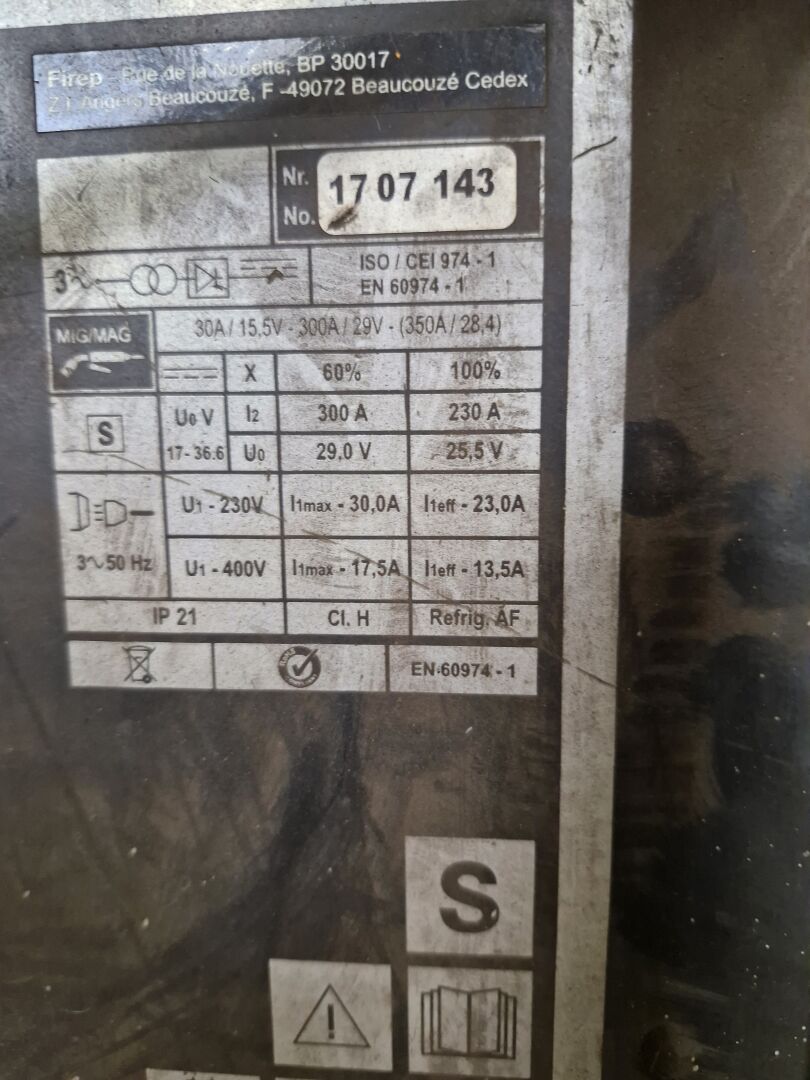 Firep Rue de la Nouette, BP 30017
Z.I. Angers Beaucouzé, F -49072 Beaucouzé Cedex
Nr. No. 17 07 143
3~ ISO / CEI 974 - 1
EN 60974 - 1
MIG/MAG 30A / 15,5V - 300A / 29V - (350A / 28,4)
X 60% 100%
S U0 V I2 300 A 230 A
17- 36.6 U0 29,0 V 25,5 V
U1 - 230V I1max - 30,0A I1eff - 23,0A
3~ 50 Hz U1 - 400V I1max - 17,5A I1eff - 13,5A
IP 21 Cl. H Refrig. AF
EN-60974 - 1
S